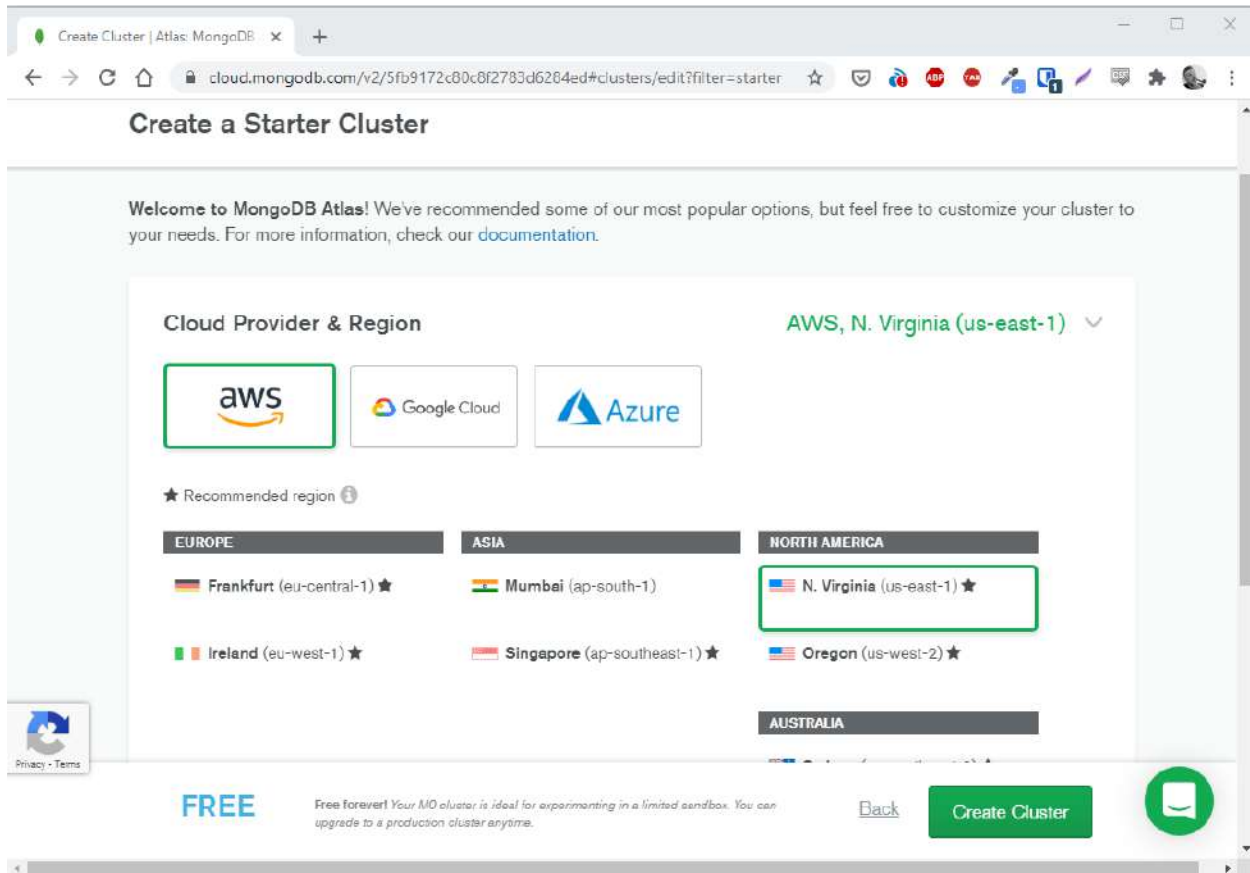 Create Cluster | Atlas: MongoDB
cloud.mongodb.com/v2/5fb9172c80c8f2783d6284ed#clusters/edit?filter=starter
ABP
1
Create a Starter Cluster
Welcome to MongoDB Atlas! We've recommended some of our most popular options, but feel free to customize your cluster to
your needs. For more information, check our documentation.
Cloud Provider & Region
AWS, N. Virginia (us-east-1)
aws
Google Cloud
Azure
★ Recommended region
EUROPE
ASIA
NORTH AMERICA
Frankfurt (eu-central-1) ★
Mumbai (ap-south-1)
N. Virginia (us-east-1) ★
Ireland (eu-west-1) ★
Singapore (ap-southeast-1) ★
Oregon (us-west-2) ★
AUSTRALIA
Privacy - Terms
FREE
Free forever! Your M0 cluster is ideal for experimenting in a limited sandbox. You can
upgrade to a production cluster anytime.
Back
Create Cluster